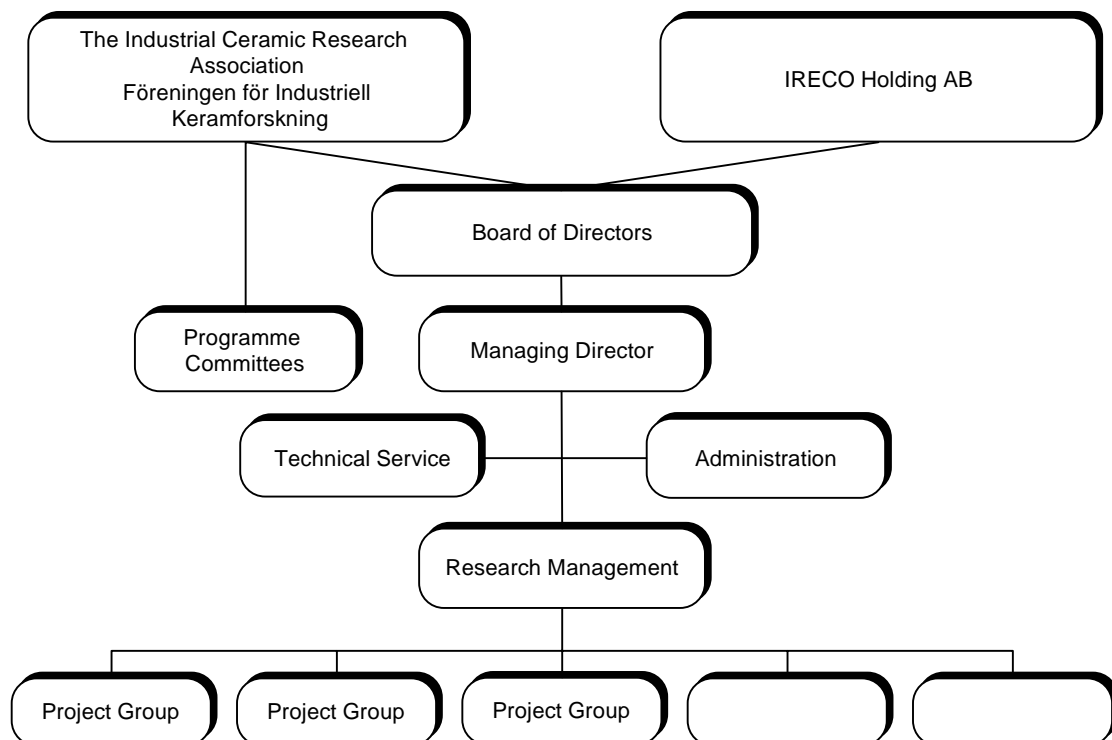 The Industrial Ceramic Research
Association
Föreningen för Industriell
Keramforskning
IRECO Holding AB
Board of Directors
Programme
Committees
Managing Director
Technical Service
Administration
Research Management
Project Group
Project Group
Project Group